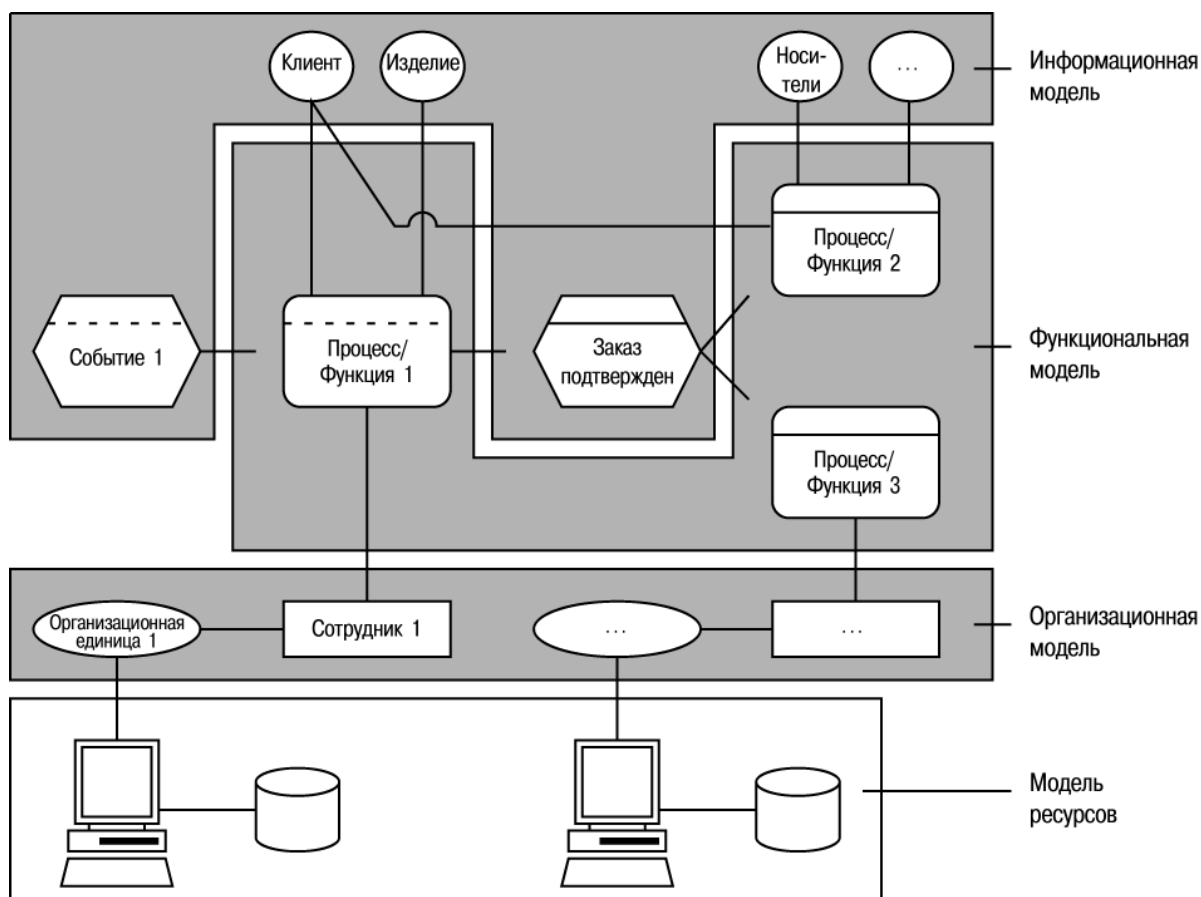 Клиент
Изделие
Носи-
тели
...
Информационная
модель
Процесс/
Функция 2
Событие 1
Процесс/
Функция 1
Заказ
подтвержден
Функциональная
модель
Процесс/
Функция 3
Организационная
единица 1
Сотрудник 1
...
...
Организационная
модель
Модель
ресурсов